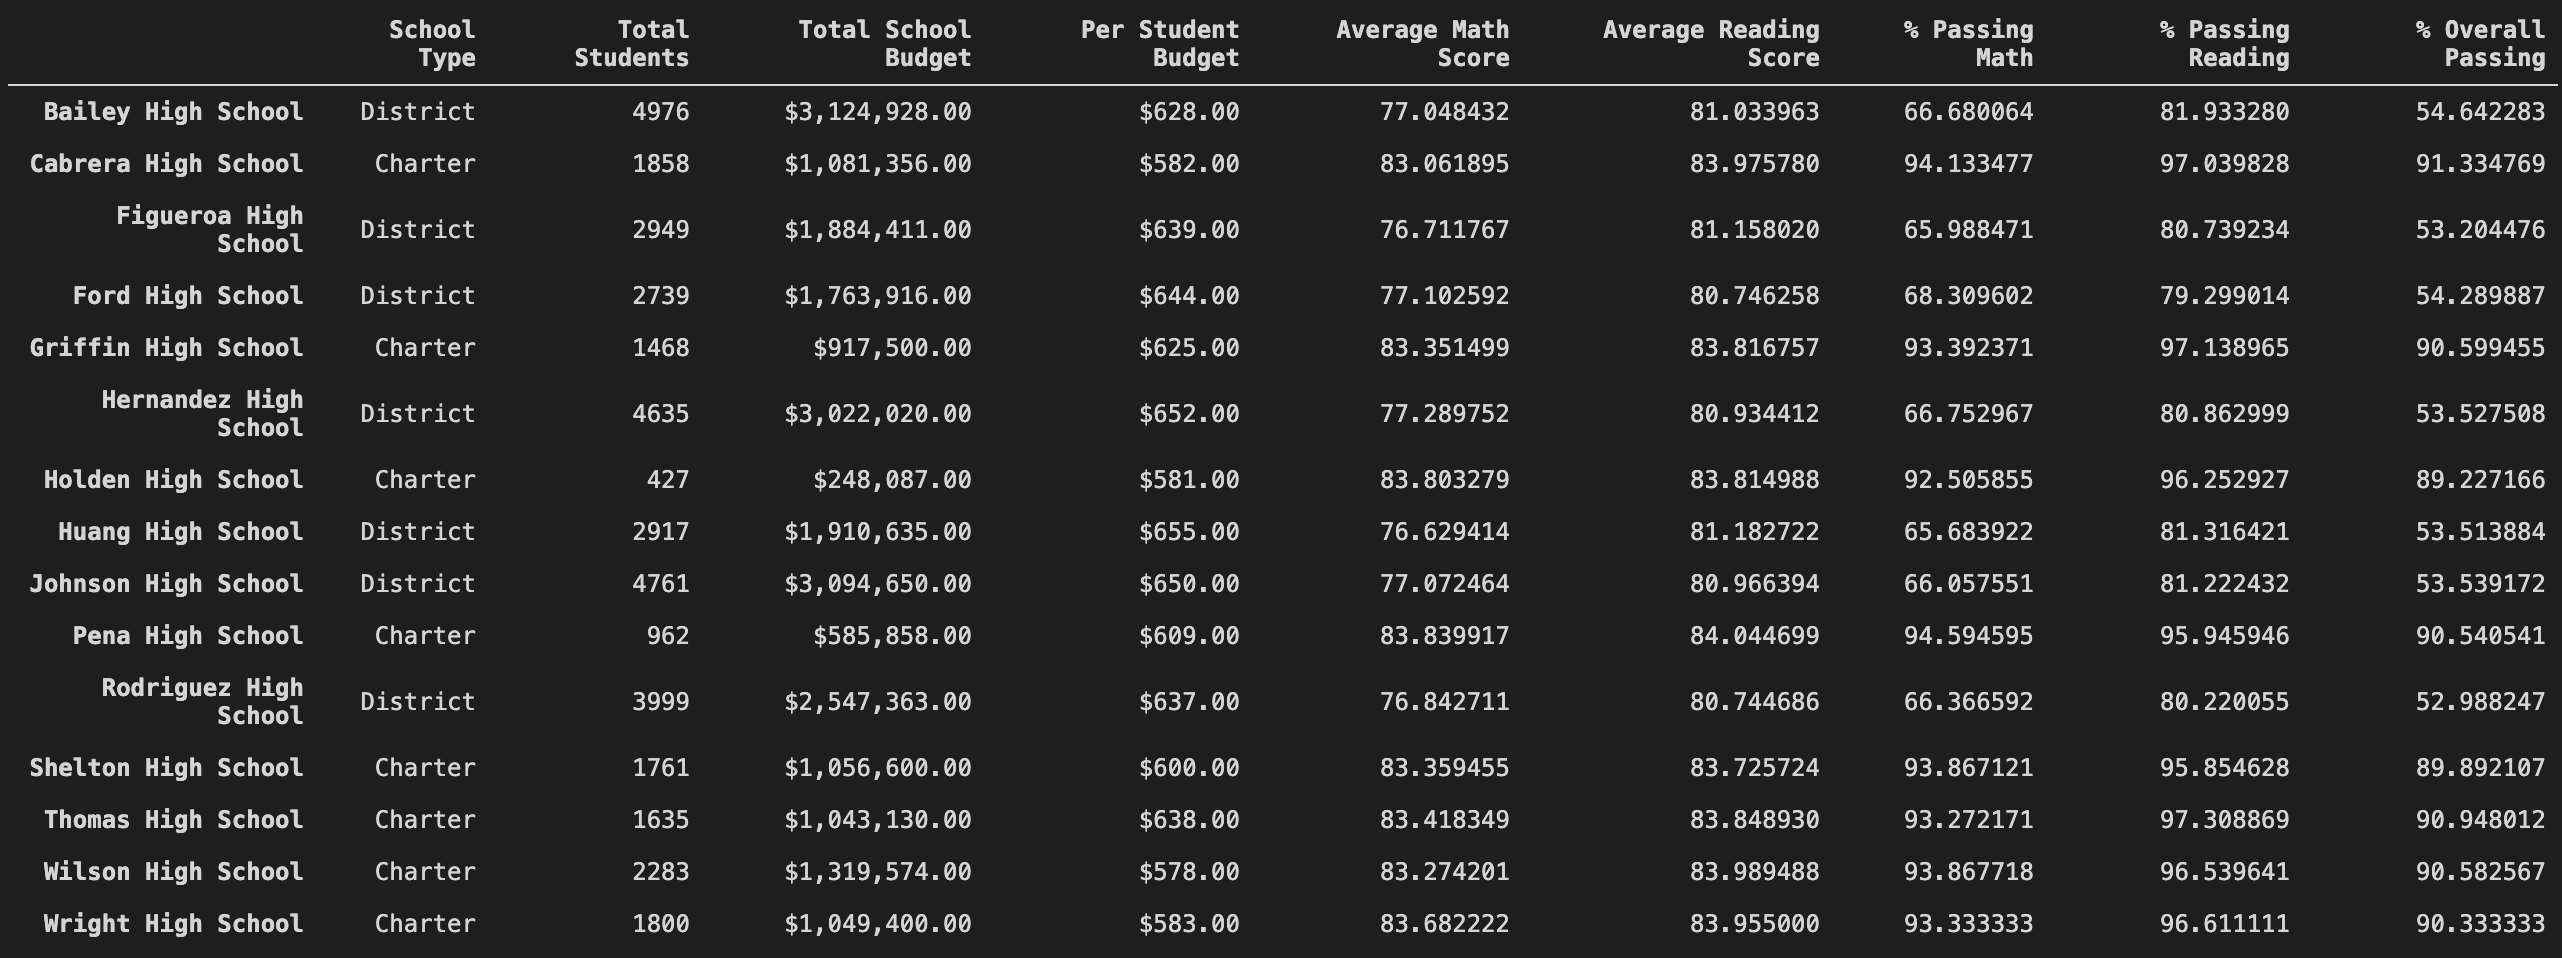 School Total Total School Per Student Average Math Average Reading % Passing % Passing % Overall
Type Students Budget Budget Score Score Math Reading Passing
Bailey High School District 4976 $3,124,928.00 $628.00 77.048432 81.033963 66.680064 81.933280 54.642283
Cabrera High School Charter 1858 $1,081,356.00 $582.00 83.061895 83.975780 94.133477 97.039828 91.334769
Figueroa High
School District 2949 $1,884,411.00 $639.00 76.711767 81.158020 65.988471 80.739234 53.204476
Ford High School District 2739 $1,763,916.00 $644.00 77.102592 80.746258 68.309602 79.299014 54.289887
Griffin High School Charter 1468 $917,500.00 $625.00 83.351499 83.816757 93.392371 97.138965 90.599455
Hernandez High
School District 4635 $3,022,020.00 $652.00 77.289752 80.934412 66.752967 80.862999 53.527508
Holden High School Charter 427 $248,087.00 $581.00 83.803279 83.814988 92.505855 96.252927 89.227166
Huang High School District 2917 $1,910,635.00 $655.00 76.629414 81.182722 65.683922 81.316421 53.513884
Johnson High School District 4761 $3,094,650.00 $650.00 77.072464 80.966394 66.057551 81.222432 53.539172
Pena High School Charter 962 $585,858.00 $609.00 83.839917 84.044699 94.594595 95.945946 90.540541
Rodriguez High
School District 3999 $2,547,363.00 $637.00 76.842711 80.744686 66.366592 80.220055 52.988247
Shelton High School Charter 1761 $1,056,600.00 $600.00 83.359455 83.725724 93.867121 95.854628 89.892107
Thomas High School Charter 1635 $1,043,130.00 $638.00 83.418349 83.848930 93.272171 97.308869 90.948012
Wilson High School Charter 2283 $1,319,574.00 $578.00 83.274201 83.989488 93.867718 96.539641 90.582567
Wright High School Charter 1800 $1,049,400.00 $583.00 83.682222 83.955000 93.333333 96.611111 90.333333